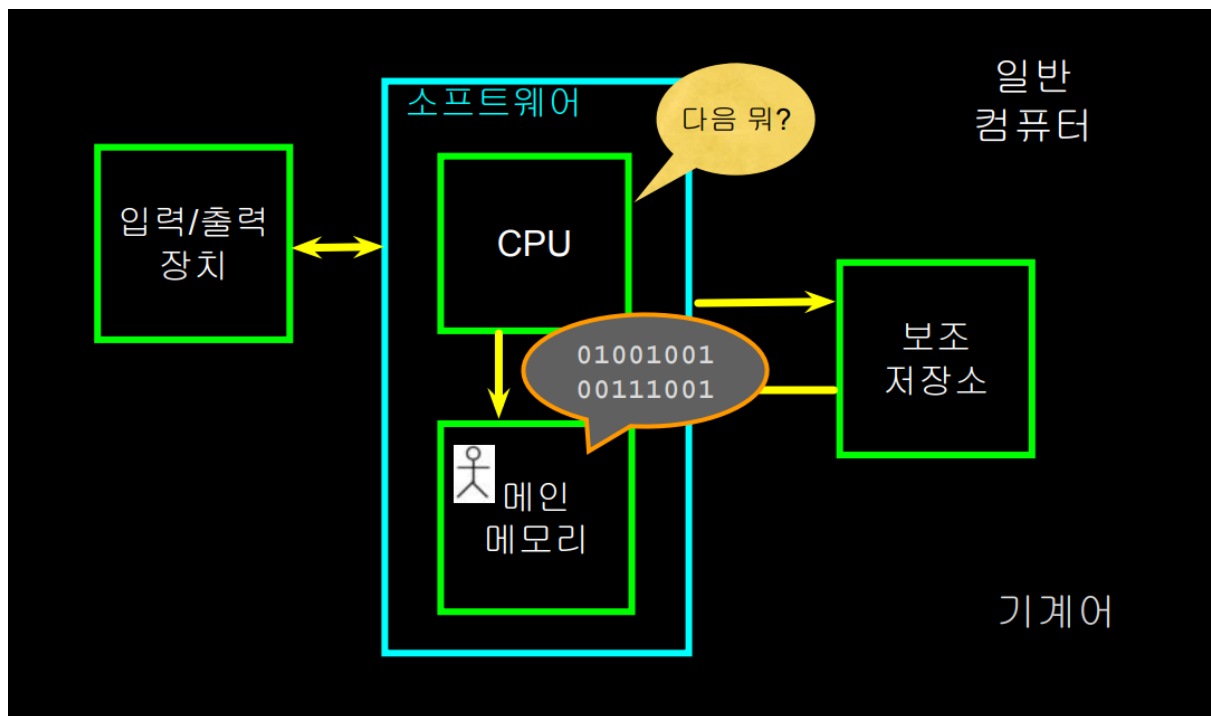 일반
컴퓨터
소프트웨어
다음 뭐?
입력/출력
장치
CPU
01001001
00111001
보조
저장소
메인
메모리
기계어